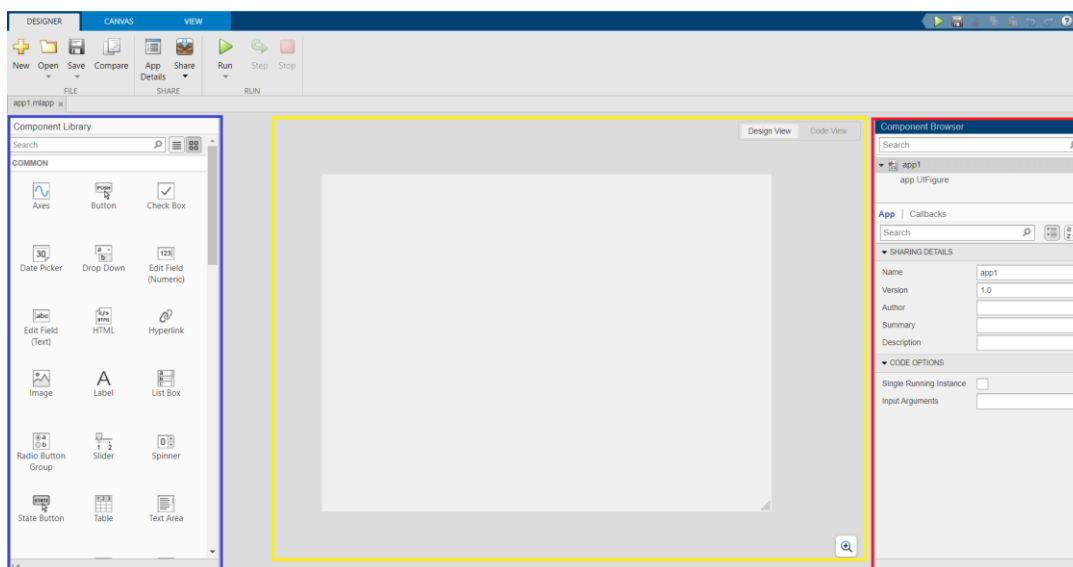 DESIGNER CANVAS VIEW
New Open Save Compare App Details Share Run Step Stop
FILE SHARE RUN
app1.mlapp
Component Library
Search
COMMON
Axes Button Check Box
Date Picker Drop Down Edit Field (Numeric)
Edit Field (Text) HTML Hyperlink
Image Label List Box
Radio Button Group Slider Spinner
State Button Table Text Area
Design View Code View
Component Browser
Search
app1
app.UIFigure
App | Callbacks
Search
SHARING DETAILS
Name app1
Version 1.0
Author
Summary
Description
CODE OPTIONS
Single Running Instance
Input Arguments